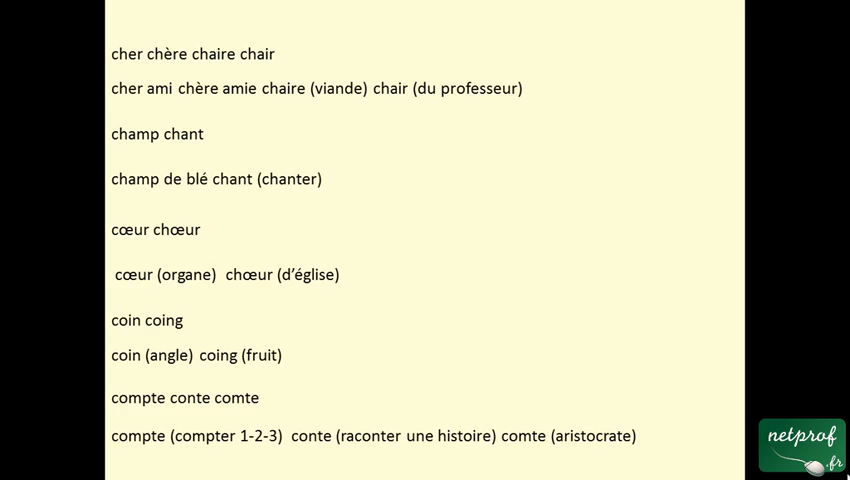 cher chère chaire chair
cher ami chère amie chaire (viande) chair (du professeur)
champ chant
champ de blé chant (chanter)
cœur chœur
cœur (organe) chœur (d’église)
coin coing
coin (angle) coing (fruit)
compte conte comte
compte (compter 1-2-3) conte (raconter une histoire) comte (aristocrate)
netprof
.fr